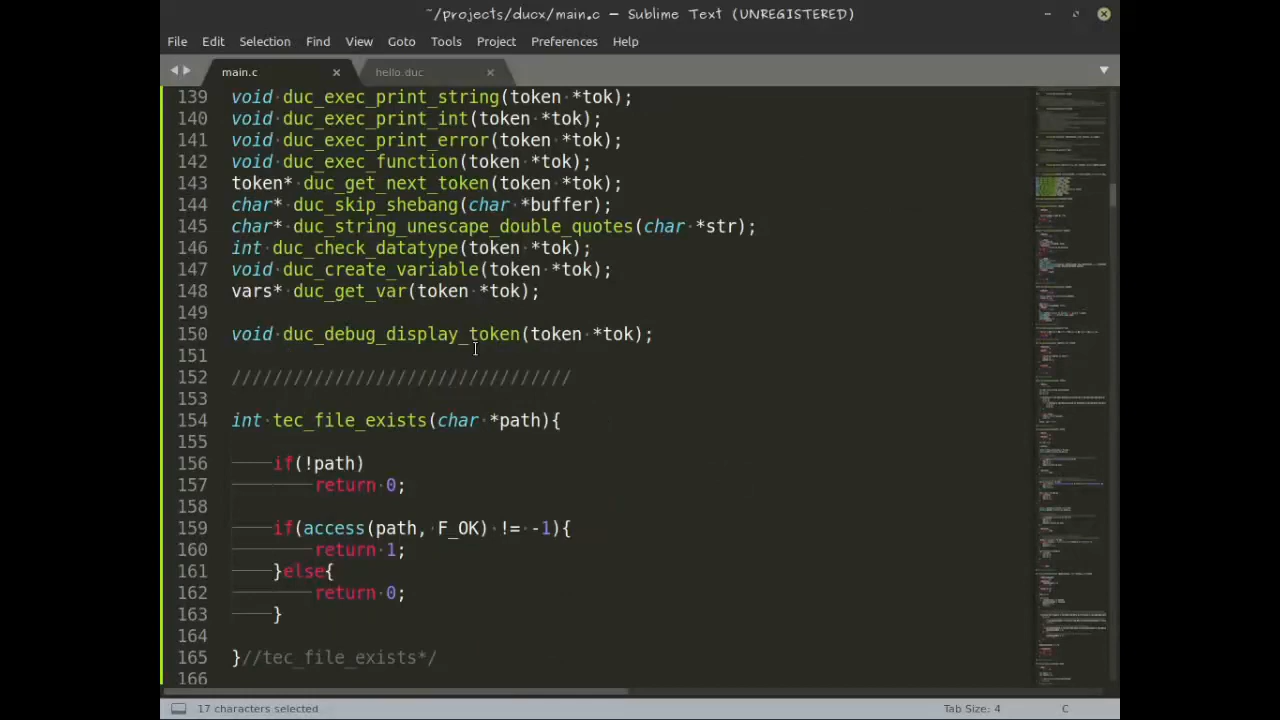 ~/projects/ducx/main.c — Sublime Text (UNREGISTERED)
File Edit Selection Find View Goto Tools Project Preferences Help
main.c hello.duc
139 void duc_exec_print_string(token *tok);
140 void duc_exec_print_int(token *tok);
141 void duc_exec_print_error(token *tok);
142 void duc_exec_function(token *tok);
143 token* duc_get_next_token(token *tok);
144 char* duc_skip_shebang(char *buffer);
145 char* duc_string_unescape_double_quotes(char *str);
146 int duc_check_datatype(token *tok);
147 void duc_create_variable(token *tok);
148 vars* duc_get_var(token *tok);
149
150 void duc_debug_display_token(token *tok);
151
152 /////////////////////////////////
153
154 int tec_file_exists(char *path){
155
156 if(!path)
157 return 0;
158
159 if(access(path, F_OK) != -1){
160 return 1;
161 }else{
162 return 0;
163 }
164
165 }//tec_file_exists*/
166
17 characters selected Tab Size: 4 C